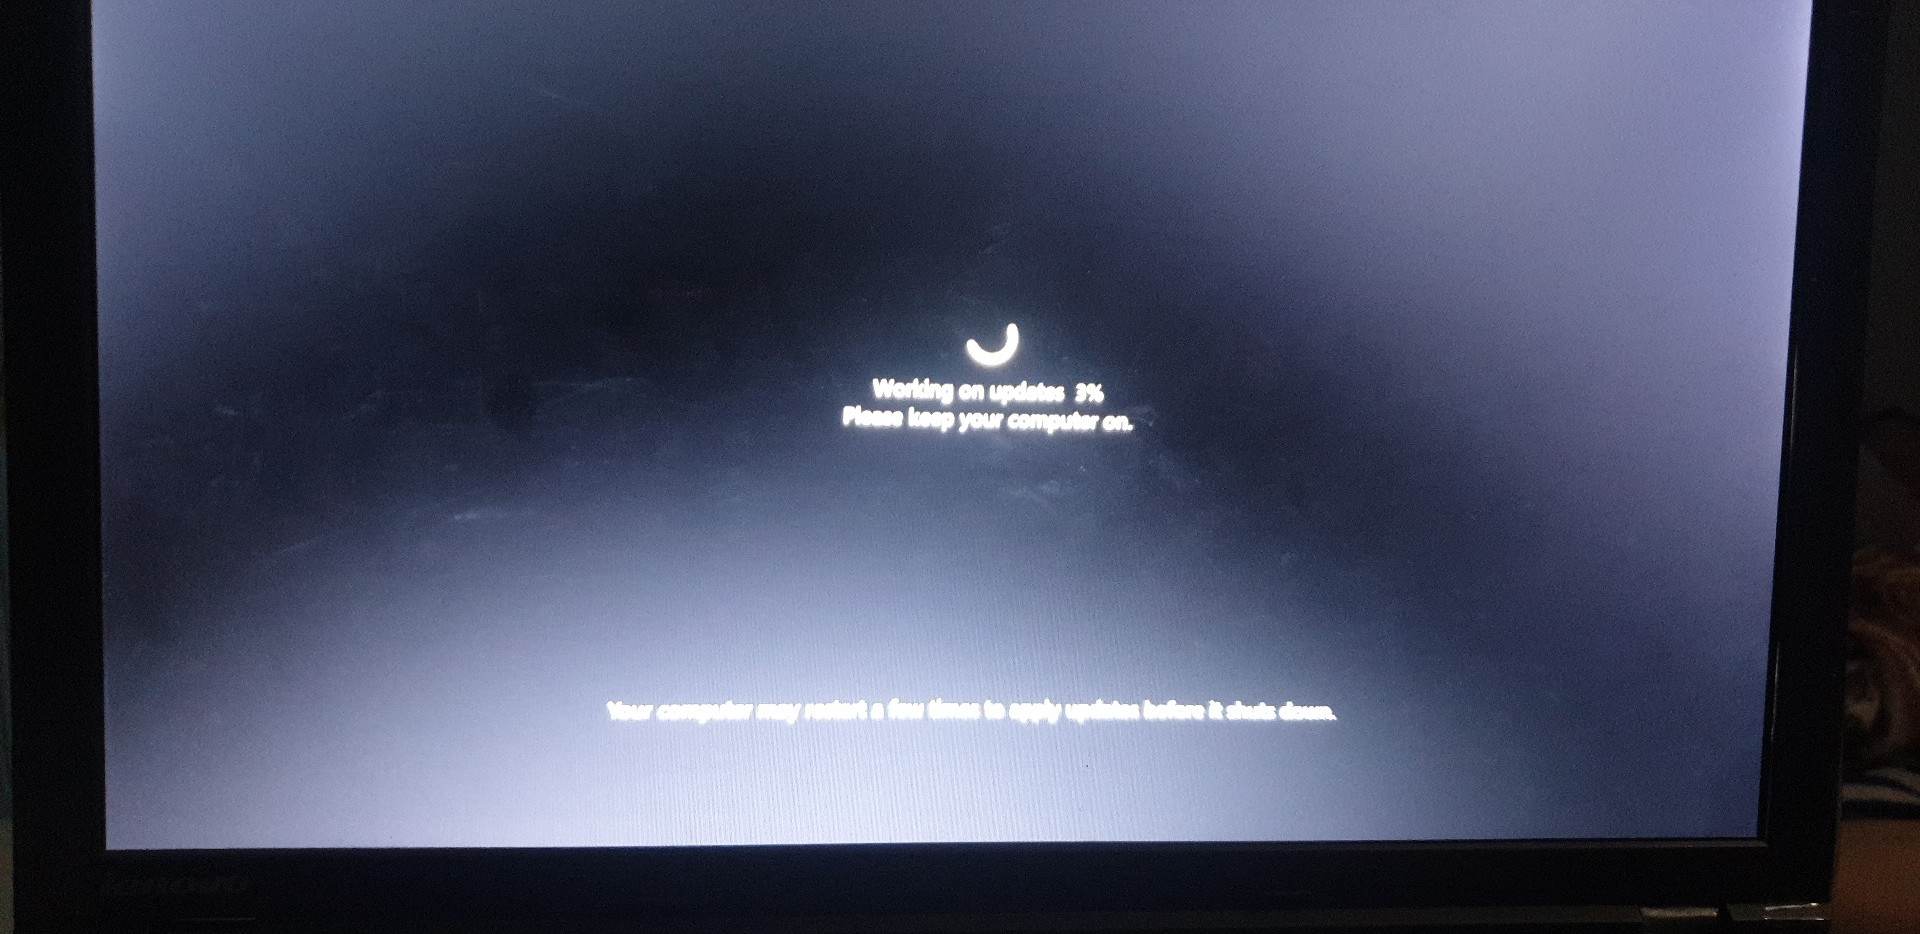 Working on updates 3%
Please keep your computer on.
Your computer may restart a few times to apply updates before it shuts down.
lenovo